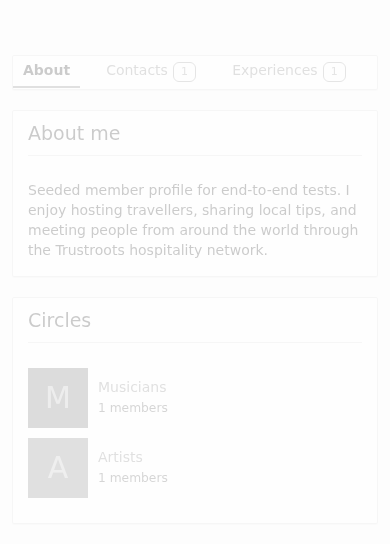 About Contacts 1 Experiences 1
About me
Seeded member profile for end-to-end tests. I
enjoy hosting travellers, sharing local tips, and
meeting people from around the world through
the Trustroots hospitality network.
Circles
M
Musicians
1 members
A
Artists
1 members